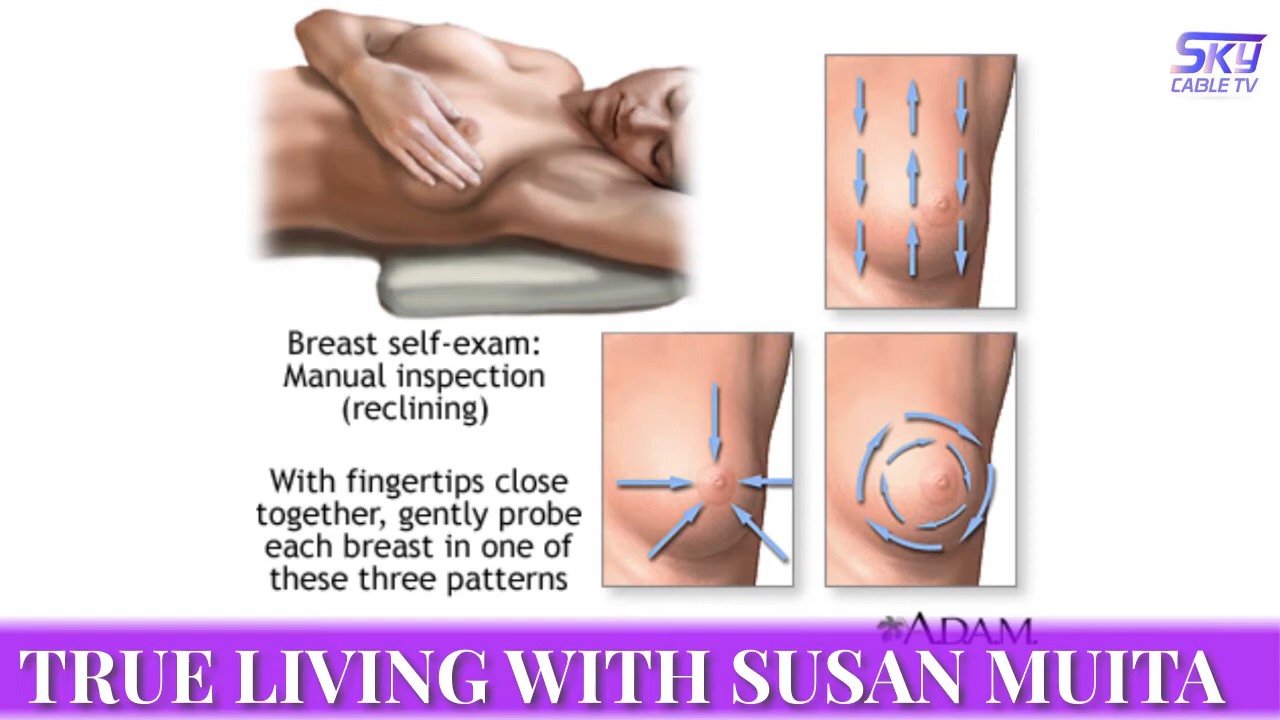 SKY
CABLE TV
Breast self-exam:
Manual inspection
(reclining)
With fingertips close
together, gently probe
each breast in one of
these three patterns
A.D.A.M.
TRUE LIVING WITH SUSAN MUITA